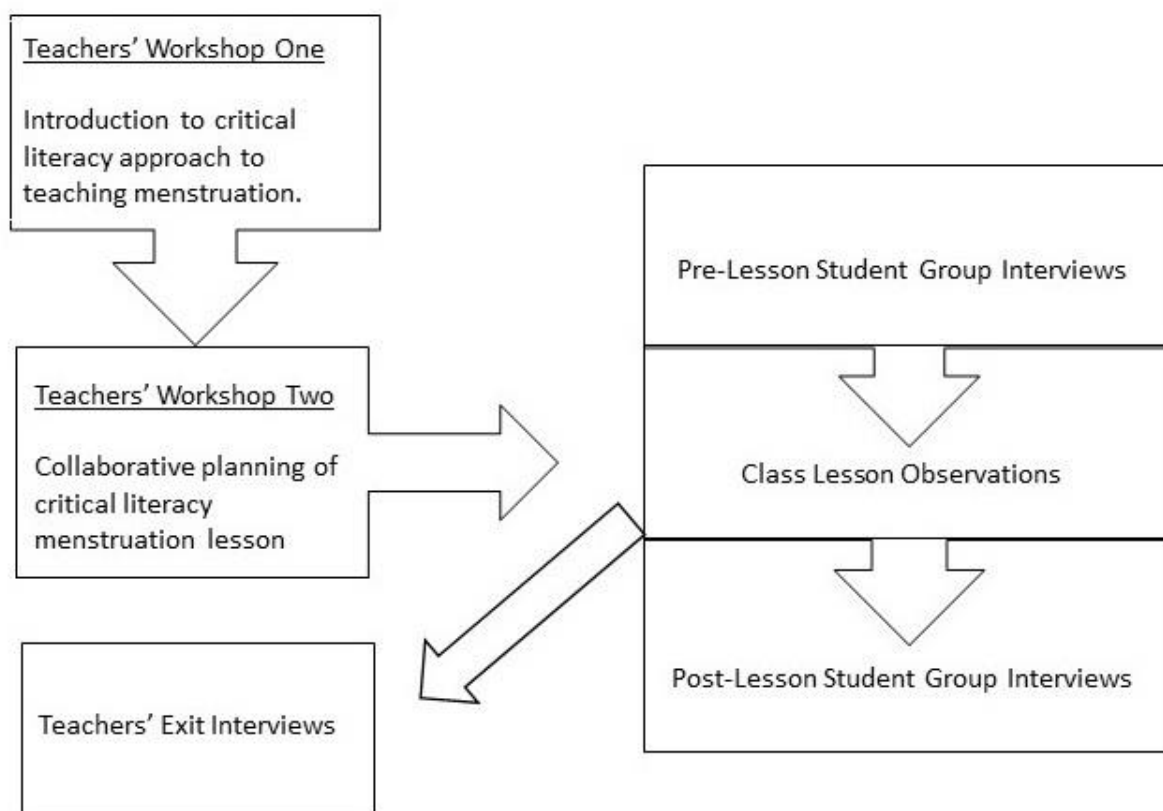 Teachers’ Workshop One
Introduction to critical
literacy approach to
teaching menstruation.
Teachers’ Workshop Two
Collaborative planning of
critical literacy
menstruation lesson
Pre-Lesson Student Group Interviews
Class Lesson Observations
Post-Lesson Student Group Interviews
Teachers’ Exit Interviews